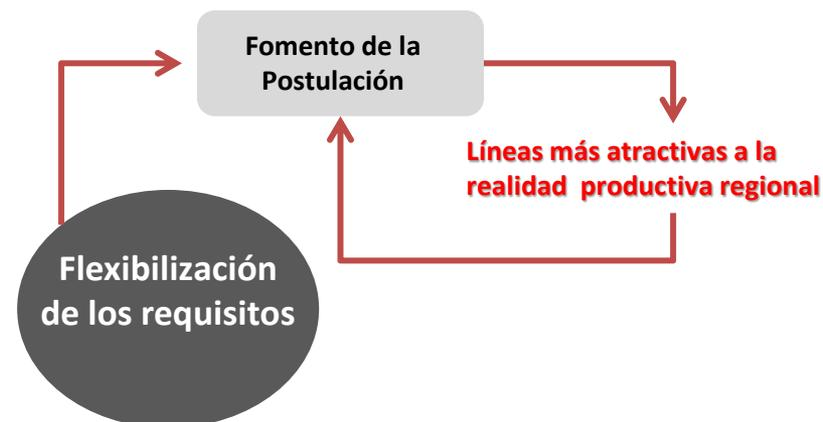 Fomento de la
Postulación
Líneas más atractivas a la
realidad productiva regional
Flexibilización
de los requisitos